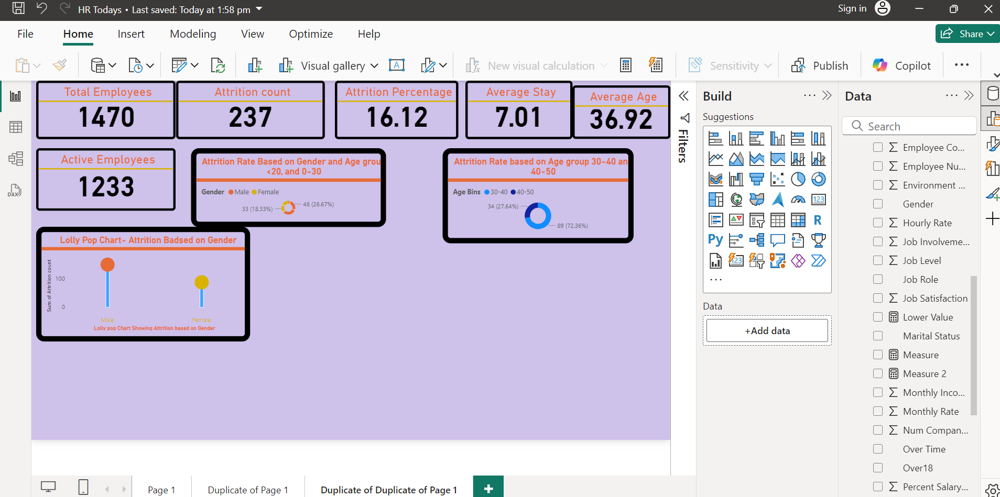 HR Todays • Last saved: Today at 1:58 pm
Sign in
File Home Insert Modeling View Optimize Help
Share
Visual gallery
New visual calculation
Sensitivity
Publish
Copilot
Total Employees
1470
Attrition count
237
Attrition Percentage
16.12
Average Stay
7.01
Average Age
36.92
Active Employees
1233
Attrition Rate Based on Gender and Age grou
<20, and 0-30
Gender Male Female
48 (26.67%)
33 (18.33%)
Attrition Rate based on Age group 30-40 an
40-50
Age Bins 30-40 40-50
34 (27.64%)
89 (72.36%)
Lolly Pop Chart- Attrition Badsed on Gender
Sum of Attrition count
100
0
Male Female
Lolly pop Chart Showing Attrition based on Gender
Filters
Build
Suggestions
123
R
Py
123
Data
+Add data
Data
Search
Employee Co...
Employee Nu...
Environment ...
Gender
Hourly Rate
Job Involveme...
Job Level
Job Role
Job Satisfaction
Lower Value
Marital Status
Measure
Measure 2
Monthly Inco...
Monthly Rate
Num Compan...
Over Time
Over18
Percent Salary...
DAX
Page 1
Duplicate of Page 1
Duplicate of Duplicate of Page 1